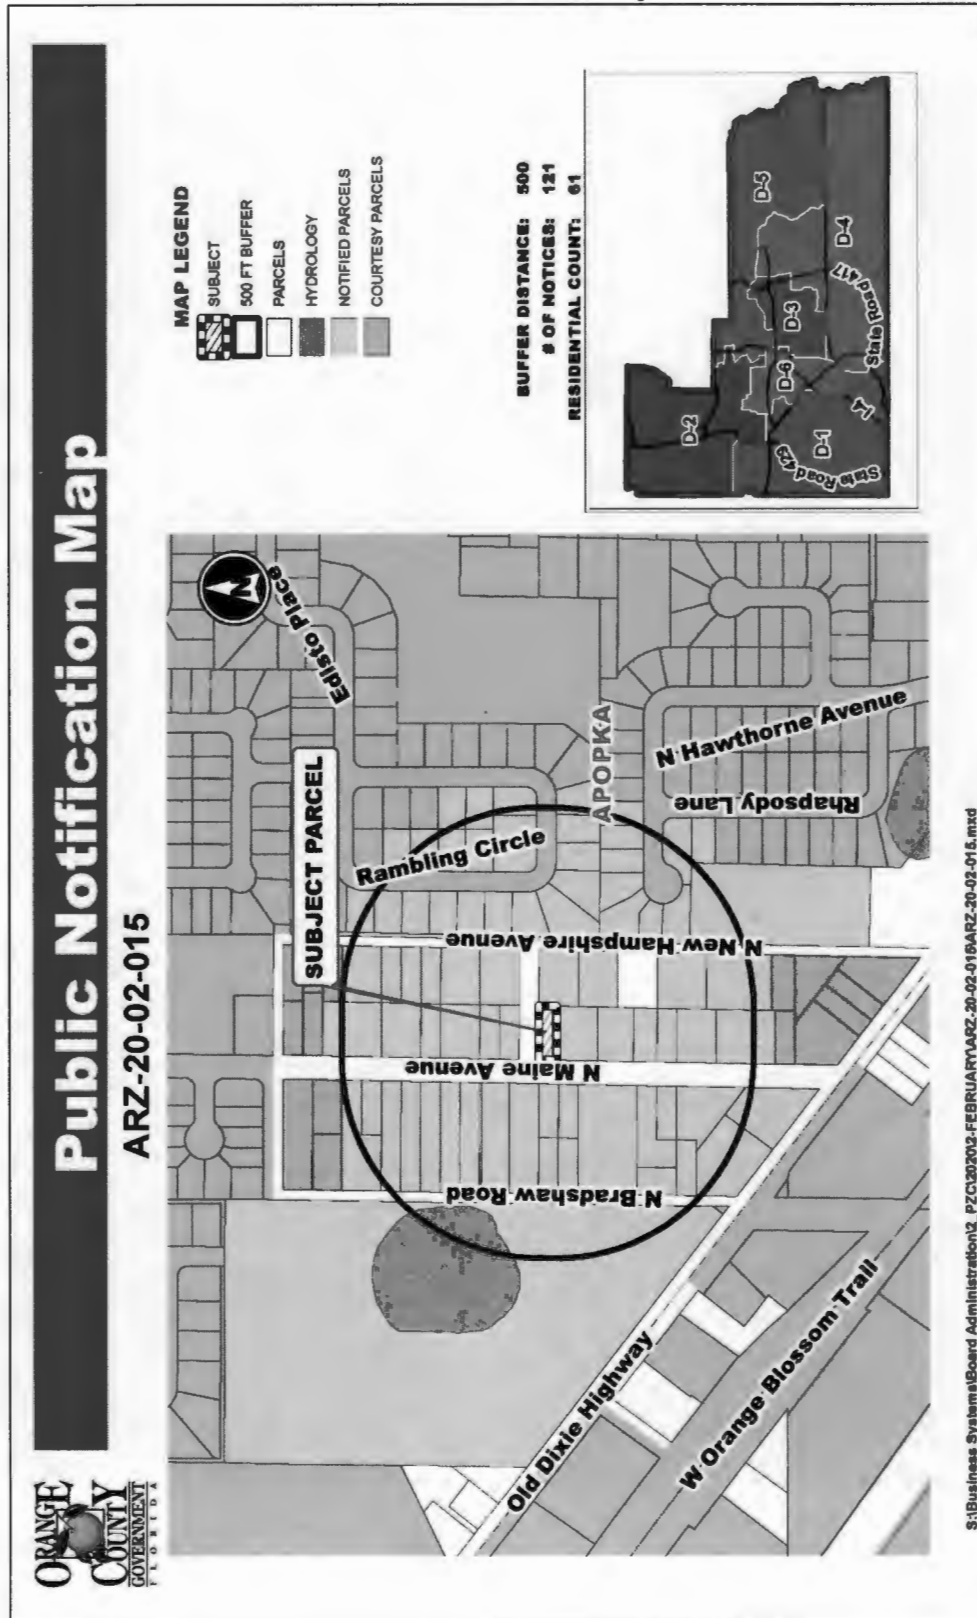 ORANGE
COUNTY
GOVERNMENT
FLORIDA
Public Notification Map
ARZ-20-02-015
SUBJECT PARCEL
N
Edisto Place
Rambling Circle
APOPKA
N New Hampshire Avenue
N Maine Avenue
N Bradshaw Road
N Hawthorne Avenue
Rhapsody Lane
Old Dixie Highway
W Orange Blossom Trail
MAP LEGEND
SUBJECT
500 FT BUFFER
PARCELS
HYDROLOGY
NOTIFIED PARCELS
COURTESY PARCELS
BUFFER DISTANCE: 500
# OF NOTICES: 121
RESIDENTIAL COUNT: 61
D-2
D-5
D-3
D-6
D-4
D-1
State Road 429
I-4
State Road 417